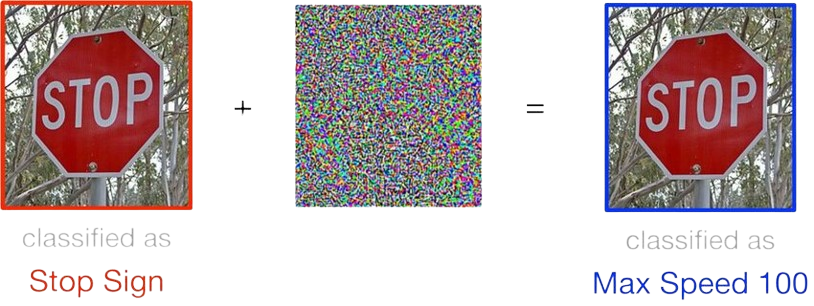 STOP
+
=
STOP
classified as
classified as
Stop Sign
Max Speed 100